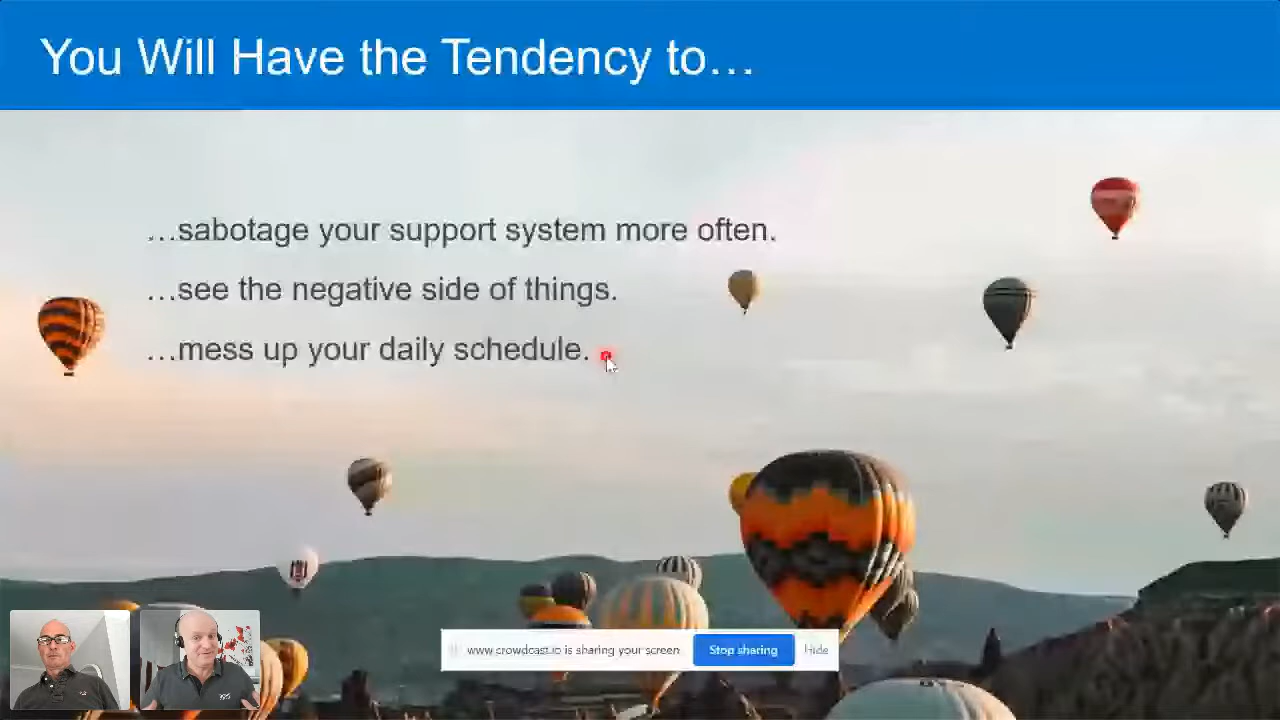 You Will Have the Tendency to...
...sabotage your support system more often.
...see the negative side of things.
...mess up your daily schedule.
www.crowdcast.io is sharing your screen
Stop sharing
Hide